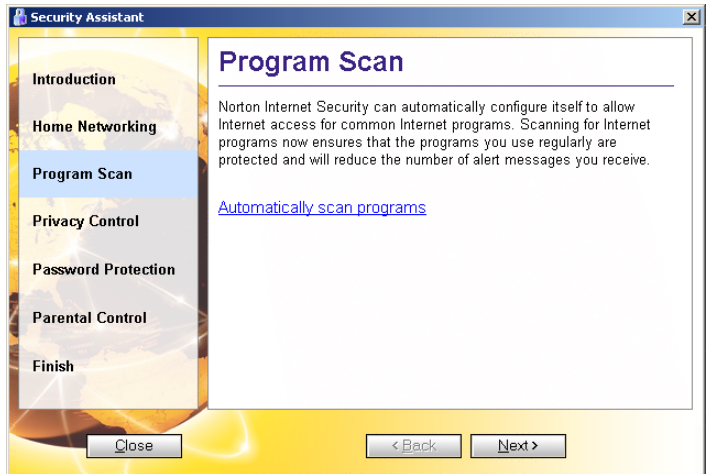 Security Assistant
Introduction
Home Networking
Program Scan
Privacy Control
Password Protection
Parental Control
Finish
Program Scan
Norton Internet Security can automatically configure itself to allow
Internet access for common Internet programs. Scanning for Internet
programs now ensures that the programs you use regularly are
protected and will reduce the number of alert messages you receive.
Automatically scan programs
Close
< Back
Next >